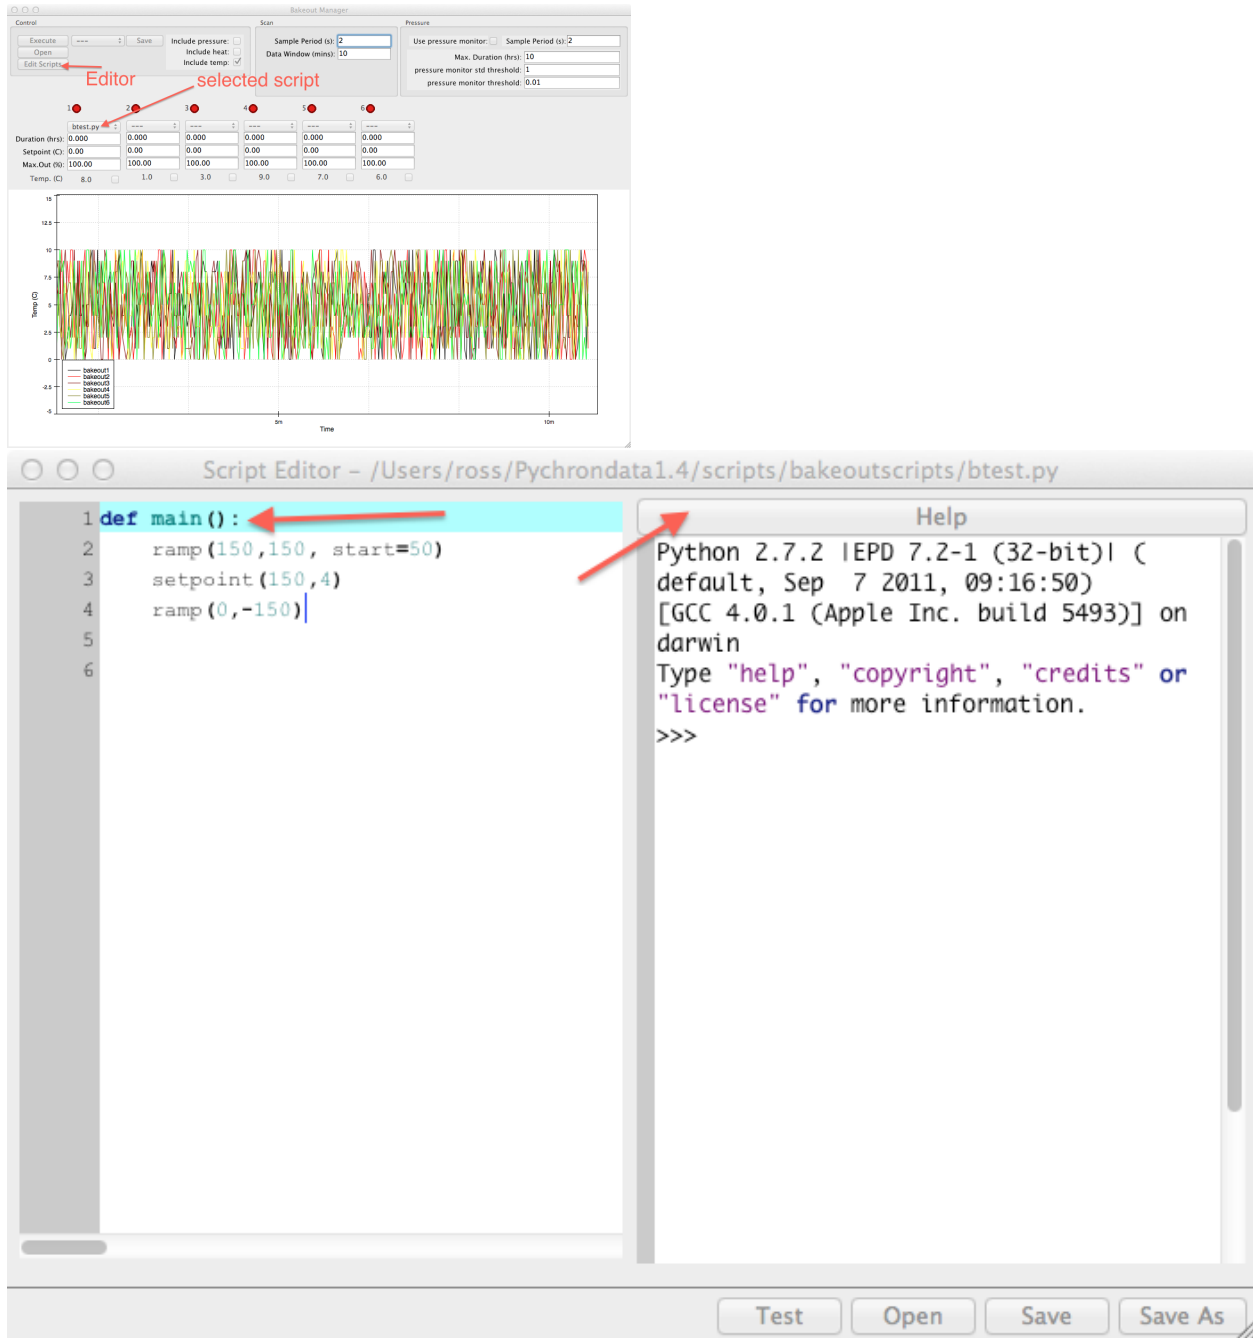 Bakeout Manager
Control
Scan
Pressure
Execute --- Save Include pressure:
Open Include heat:
Edit Scripts Include temp:
Sample Period (s): 2
Data Window (mins): 10
Use pressure monitor: Sample Period (s): 2
Max. Duration (hrs): 10
pressure monitor std threshold: 1
pressure monitor threshold: 0.01
Editor
selected script
1 2 3 4 5 6
btest.py --- --- --- --- ---
Duration (hrs): 0.000 0.000 0.000 0.000 0.000 0.000
Setpoint (C): 0.00 0.00 0.00 0.00 0.00 0.00
Max.Out (%): 100.00 100.00 100.00 100.00 100.00 100.00
Temp. (C) 8.0 1.0 3.0 9.0 7.0 6.0
15
12.5
10
7.5
5
2.5
0
-2.5
-5
Temp (C)
bakeout1
bakeout2
bakeout3
bakeout4
bakeout5
bakeout6
5m 10m
Time
Script Editor – /Users/ross/Pychrondata1.4/scripts/bakeoutscripts/btest.py
1 def main():
2 ramp(150,150, start=50)
3 setpoint(150,4)
4 ramp(0,-150)
5
6
Help
Python 2.7.2 |EPD 7.2-1 (32-bit)| (
default, Sep  7 2011, 09:16:50)
[GCC 4.0.1 (Apple Inc. build 5493)] on
darwin
Type "help", "copyright", "credits" or
"license" for more information.
>>>
Test Open Save Save As